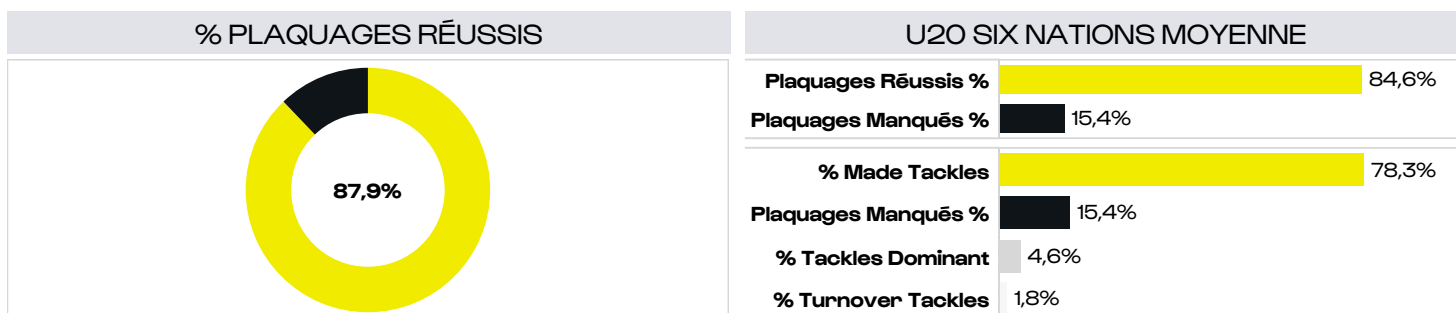 % PLAQUAGES RÉUSSIS
87,9%
U20 SIX NATIONS MOYENNE
Plaquages Réussis % 84,6%
Plaquages Manqués % 15,4%
% Made Tackles 78,3%
Plaquages Manqués % 15,4%
% Tackles Dominant 4,6%
% Turnover Tackles 1,8%